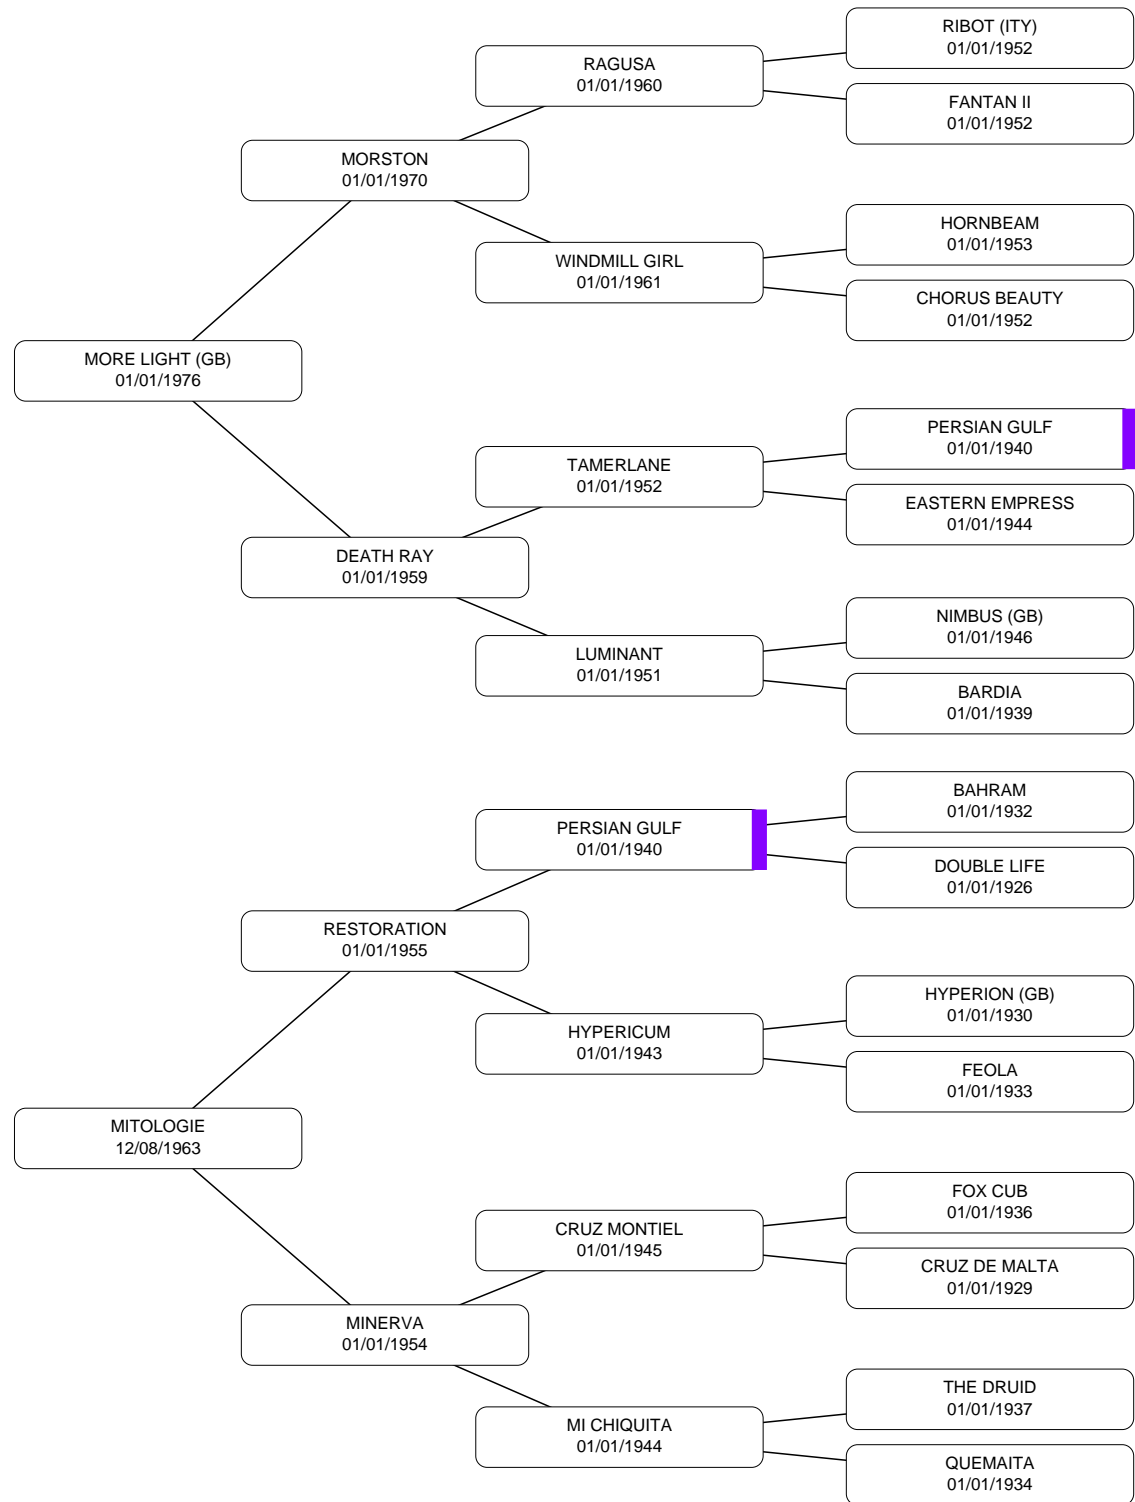 RIBOT (ITY)
01/01/1952
RAGUSA
01/01/1960
FANTAN II
01/01/1952
MORSTON
01/01/1970
HORNBEAM
01/01/1953
WINDMILL GIRL
01/01/1961
CHORUS BEAUTY
01/01/1952
MORE LIGHT (GB)
01/01/1976
PERSIAN GULF
01/01/1940
TAMERLANE
01/01/1952
EASTERN EMPRESS
01/01/1944
DEATH RAY
01/01/1959
NIMBUS (GB)
01/01/1946
LUMINANT
01/01/1951
BARDIA
01/01/1939
BAHRAM
01/01/1932
PERSIAN GULF
01/01/1940
DOUBLE LIFE
01/01/1926
RESTORATION
01/01/1955
HYPERION (GB)
01/01/1930
HYPERICUM
01/01/1943
FEOLA
01/01/1933
MITOLOGIE
12/08/1963
FOX CUB
01/01/1936
CRUZ MONTIEL
01/01/1945
CRUZ DE MALTA
01/01/1929
MINERVA
01/01/1954
THE DRUID
01/01/1937
MI CHIQUITA
01/01/1944
QUEMAITA
01/01/1934